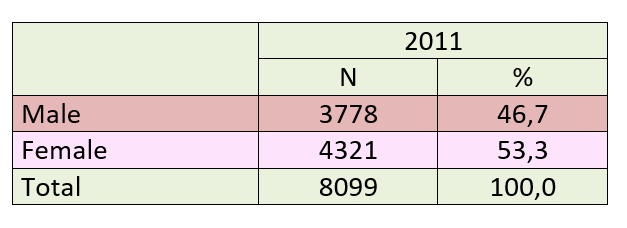 2011
N %
Male 3778 46,7
Female 4321 53,3
Total 8099 100,0